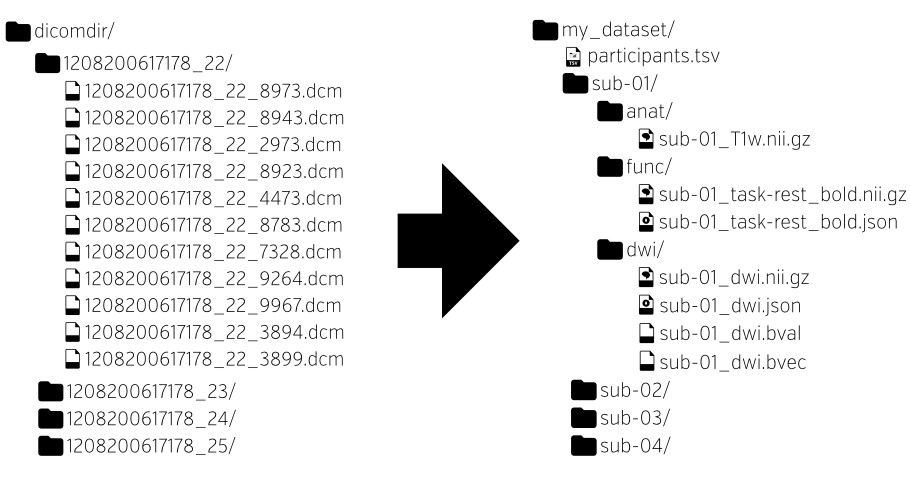 dicomdir/
1208200617178_22/
1208200617178_22_8973.dcm
1208200617178_22_8943.dcm
1208200617178_22_2973.dcm
1208200617178_22_8923.dcm
1208200617178_22_4473.dcm
1208200617178_22_8783.dcm
1208200617178_22_7328.dcm
1208200617178_22_9264.dcm
1208200617178_22_9967.dcm
1208200617178_22_3894.dcm
1208200617178_22_3899.dcm
1208200617178_23/
1208200617178_24/
1208200617178_25/
my_dataset/
participants.tsv
sub-01/
anat/
sub-01_T1w.nii.gz
func/
sub-01_task-rest_bold.nii.gz
sub-01_task-rest_bold.json
dwi/
sub-01_dwi.nii.gz
sub-01_dwi.json
sub-01_dwi.bval
sub-01_dwi.bvec
sub-02/
sub-03/
sub-04/